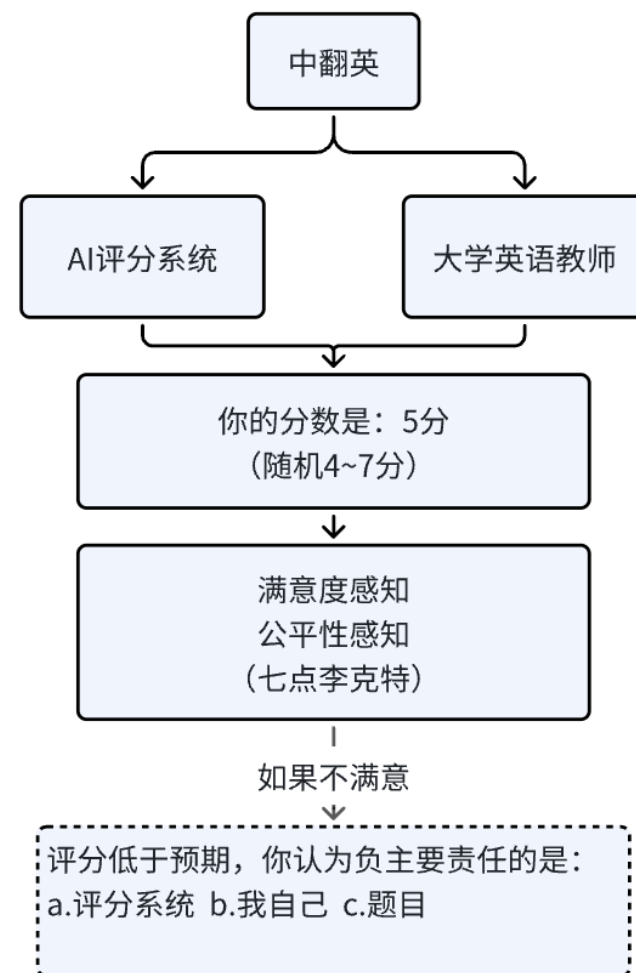 中翻英
AI评分系统
大学英语教师
你的分数是：5分
（随机4~7分）
满意度感知
公平性感知
（七点李克特）
如果不满意
评分低于预期，你认为负主要责任的是：
a.评分系统 b.我自己 c.题目